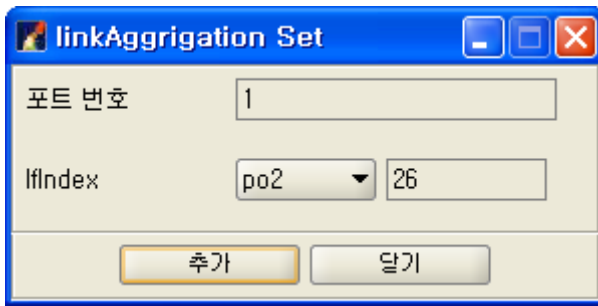 linkAggrigation Set
포트 번호 1
IfIndex po2 26
추가 닫기